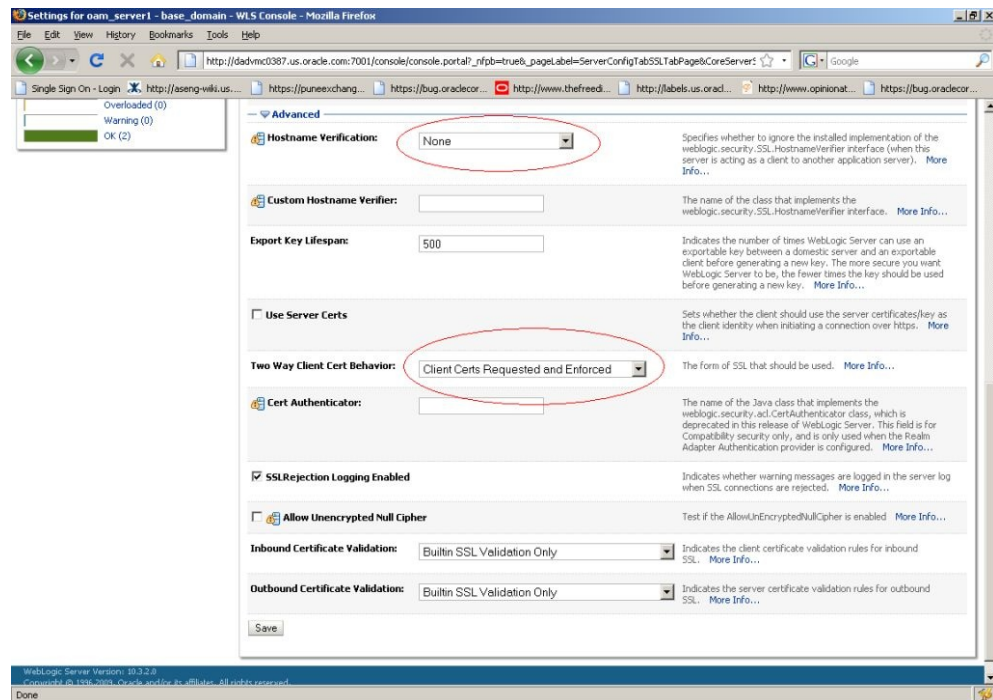 Settings for oam_server1 - base_domain - WLS Console - Mozilla Firefox
File Edit View History Bookmarks Tools Help
http://dadvmc0387.us.oracle.com:7001/console/console.portal?_nfpb=true&_pageLabel=ServerConfigTabSSLTabPage&CoreServerS
Google
Single Sign On - Login http://aseng-wiki.us.... https://puneexchang... https://bug.oraclecor... http://www.thefreedi... http://labels.us.oracl... http://www.opinionat... https://bug.oraclecor...
Overloaded (0)
Warning (0)
OK (2)
Advanced
Hostname Verification:
None
Specifies whether to ignore the installed implementation of the
weblogic.security.SSL.HostnameVerifier interface (when this
server is acting as a client to another application server). More
Info...
Custom Hostname Verifier:
The name of the class that implements the
weblogic.security.SSL.HostnameVerifier interface. More Info...
Export Key Lifespan:
500
Indicates the number of times WebLogic Server can use an
exportable key between a domestic server and an exportable
client before generating a new key. The more secure you want
WebLogic Server to be, the fewer times the key should be used
before generating a new key. More Info...
Use Server Certs
Sets whether the client should use the server certificates/key as
the client identity when initiating a connection over https. More
Info...
Two Way Client Cert Behavior:
Client Certs Requested and Enforced
The form of SSL that should be used. More Info...
Cert Authenticator:
The name of the Java class that implements the
weblogic.security.acl.CertAuthenticator class, which is
deprecated in this release of WebLogic Server. This field is for
Compatibility security only, and is only used when the Realm
Adapter Authentication provider is configured. More Info...
SSLRejection Logging Enabled
Indicates whether warning messages are logged in the server log
when SSL connections are rejected. More Info...
Allow Unencrypted Null Cipher
Test if the AllowUnEncryptedNullCipher is enabled More Info...
Inbound Certificate Validation:
Builtin SSL Validation Only
Indicates the client certificate validation rules for inbound
SSL. More Info...
Outbound Certificate Validation:
Builtin SSL Validation Only
Indicates the server certificate validation rules for outbound
SSL. More Info...
Save
WebLogic Server Version: 10.3.2.0
Copyright © 1996,2009, Oracle and/or its affiliates. All rights reserved.
Done